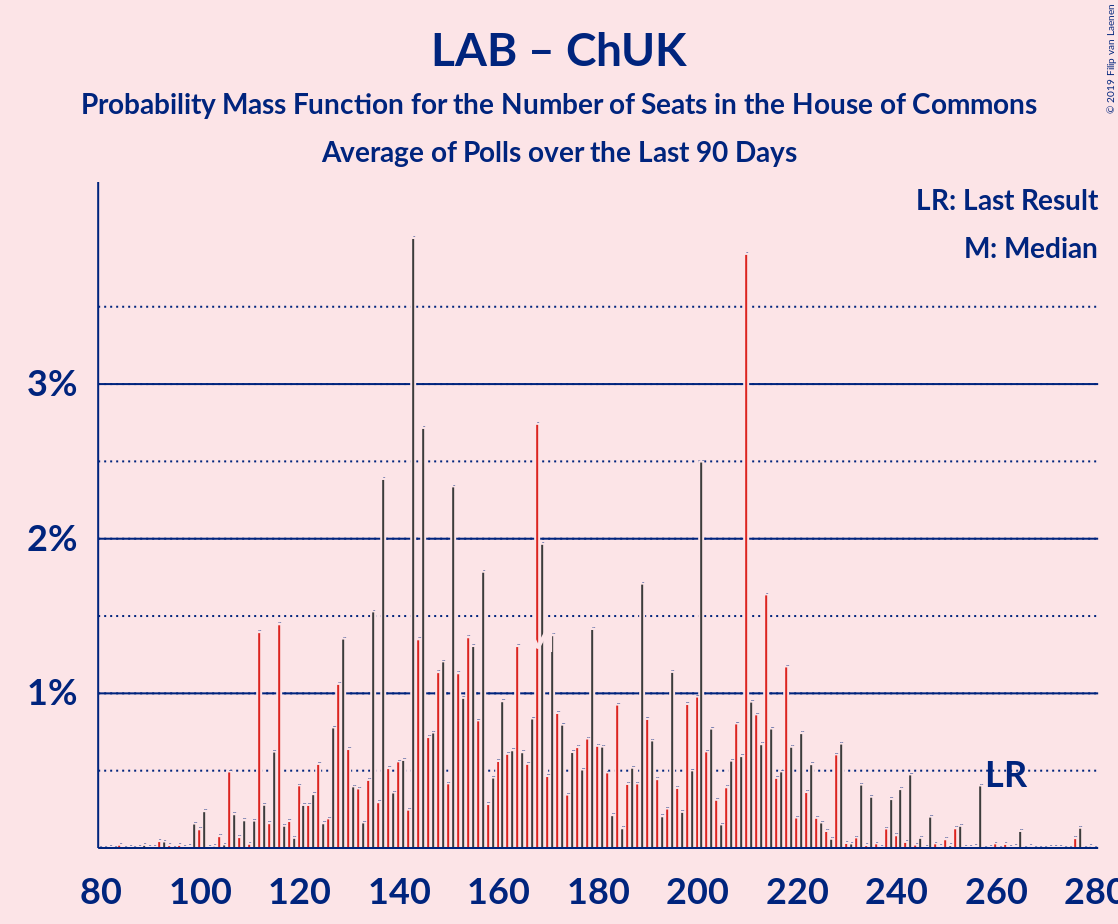 LAB – ChUK
Probability Mass Function for the Number of Seats in the House of Commons
Average of Polls over the Last 90 Days
© 2019 Filip van Laenen
LR: Last Result
M: Median
3%
2%
1%
LR
80 100 120 140 160 180 200 220 240 260 280